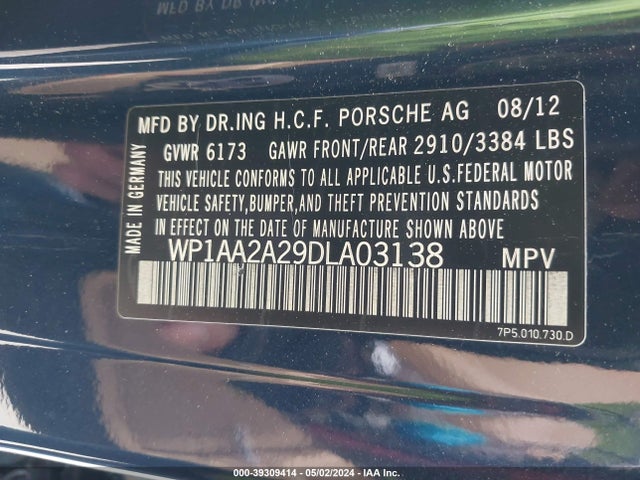 MFD BY DR.ING H.C.F. PORSCHE AG 08/12
GVWR 6173 GAWR FRONT/REAR 2910/3384 LBS
THIS VEHICLE CONFORMS TO ALL APPLICABLE U.S.FEDERAL MOTOR
VEHICLE SAFETY,BUMPER,AND THEFT PREVENTION STANDARDS
IN EFFECT ON THE DATE OF MANUFACTURE SHOWN ABOVE
WP1AA2A29DLA03138 MPV
7P5.010.730.D
MADE IN GERMANY
000-39309414 - 05/02/2024 - IAA Inc.